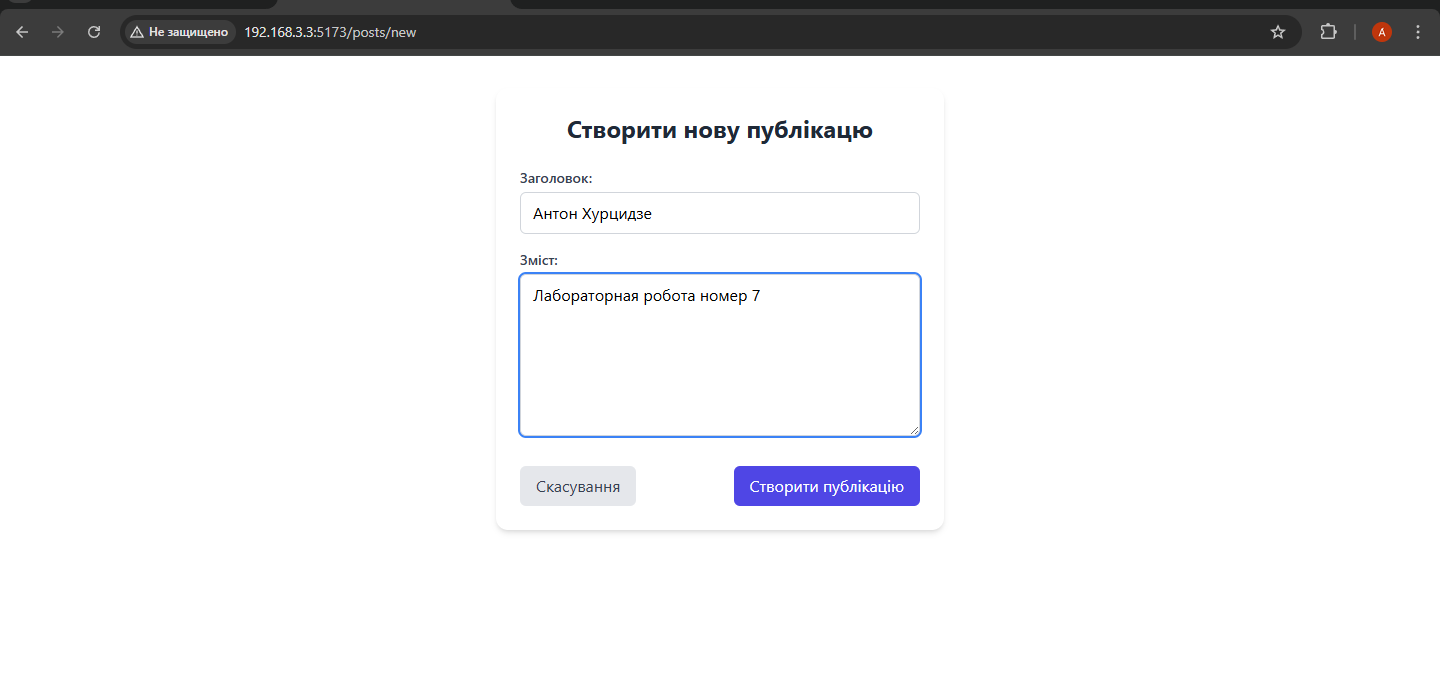 Не защищено 192.168.3.3:5173/posts/new A
Створити нову публікацю
Заголовок:
Антон Хурцидзе
Зміст:
Лабораторная робота номер 7
Скасування Створити публікацію